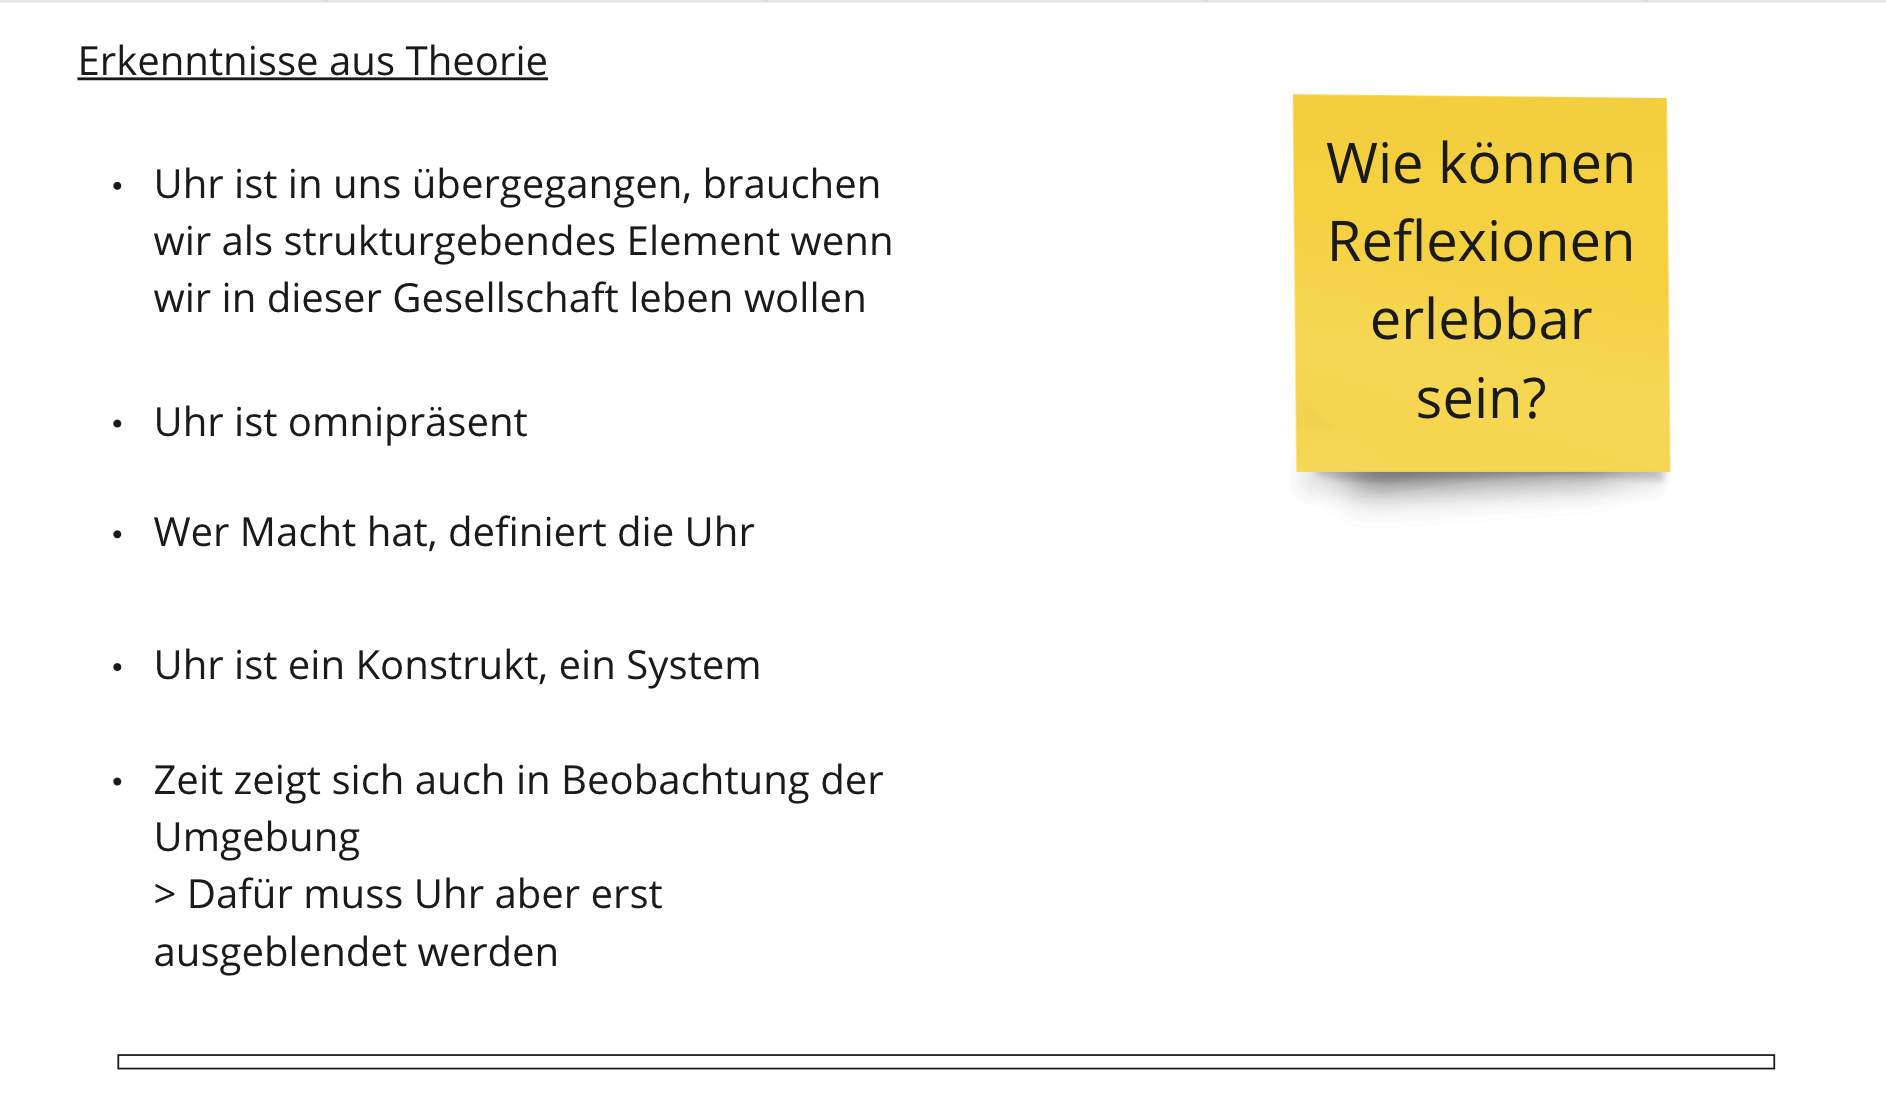 Erkenntnisse aus Theorie
• Uhr ist in uns übergegangen, brauchen
wir als strukturgebendes Element wenn
wir in dieser Gesellschaft leben wollen
• Uhr ist omnipräsent
• Wer Macht hat, definiert die Uhr
• Uhr ist ein Konstrukt, ein System
• Zeit zeigt sich auch in Beobachtung der
Umgebung
> Dafür muss Uhr aber erst
ausgeblendet werden
Wie können
Reflexionen
erlebbar
sein?